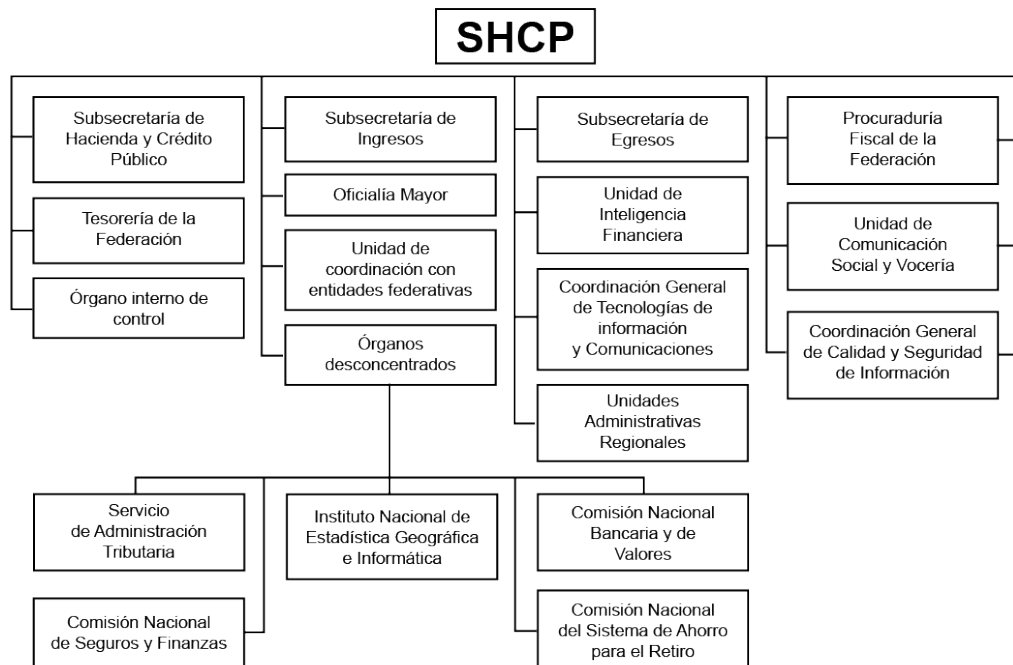 SHCP
Subsecretaría de
Hacienda y Crédito
Público
Subsecretaría de
Ingresos
Subsecretaría de
Egresos
Procuraduría
Fiscal de la
Federación
Tesorería de la
Federación
Oficialía Mayor
Unidad de
Inteligencia
Financiera
Unidad de
Comunicación
Social y Vocería
Órgano interno de
control
Unidad de
coordinación con
entidades federativas
Coordinación General
de Tecnologías de
información
y Comunicaciones
Coordinación General
de Calidad y Seguridad
de Información
Órganos
desconcentrados
Unidades
Administrativas
Regionales
Servicio
de Administración
Tributaria
Instituto Nacional de
Estadística Geográfica
e Informática
Comisión Nacional
Bancaria y de
Valores
Comisión Nacional
de Seguros y Finanzas
Comisión Nacional
del Sistema de Ahorro
para el Retiro